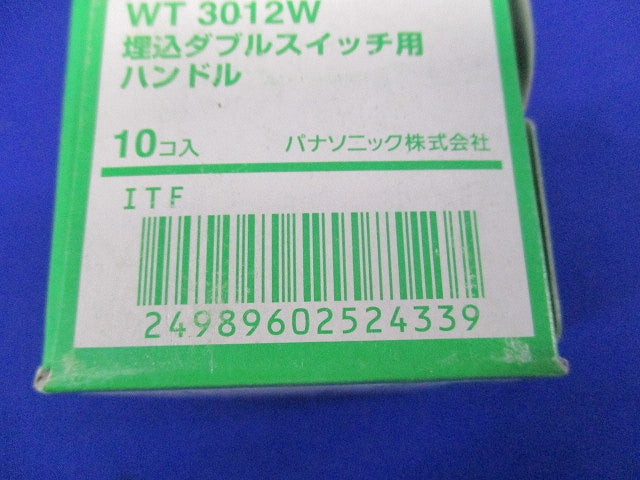 WT 3012W
埋込ダブルスイッチ用
ハンドル
10コ入 パナソニック株式会社
ITF
24989602524339